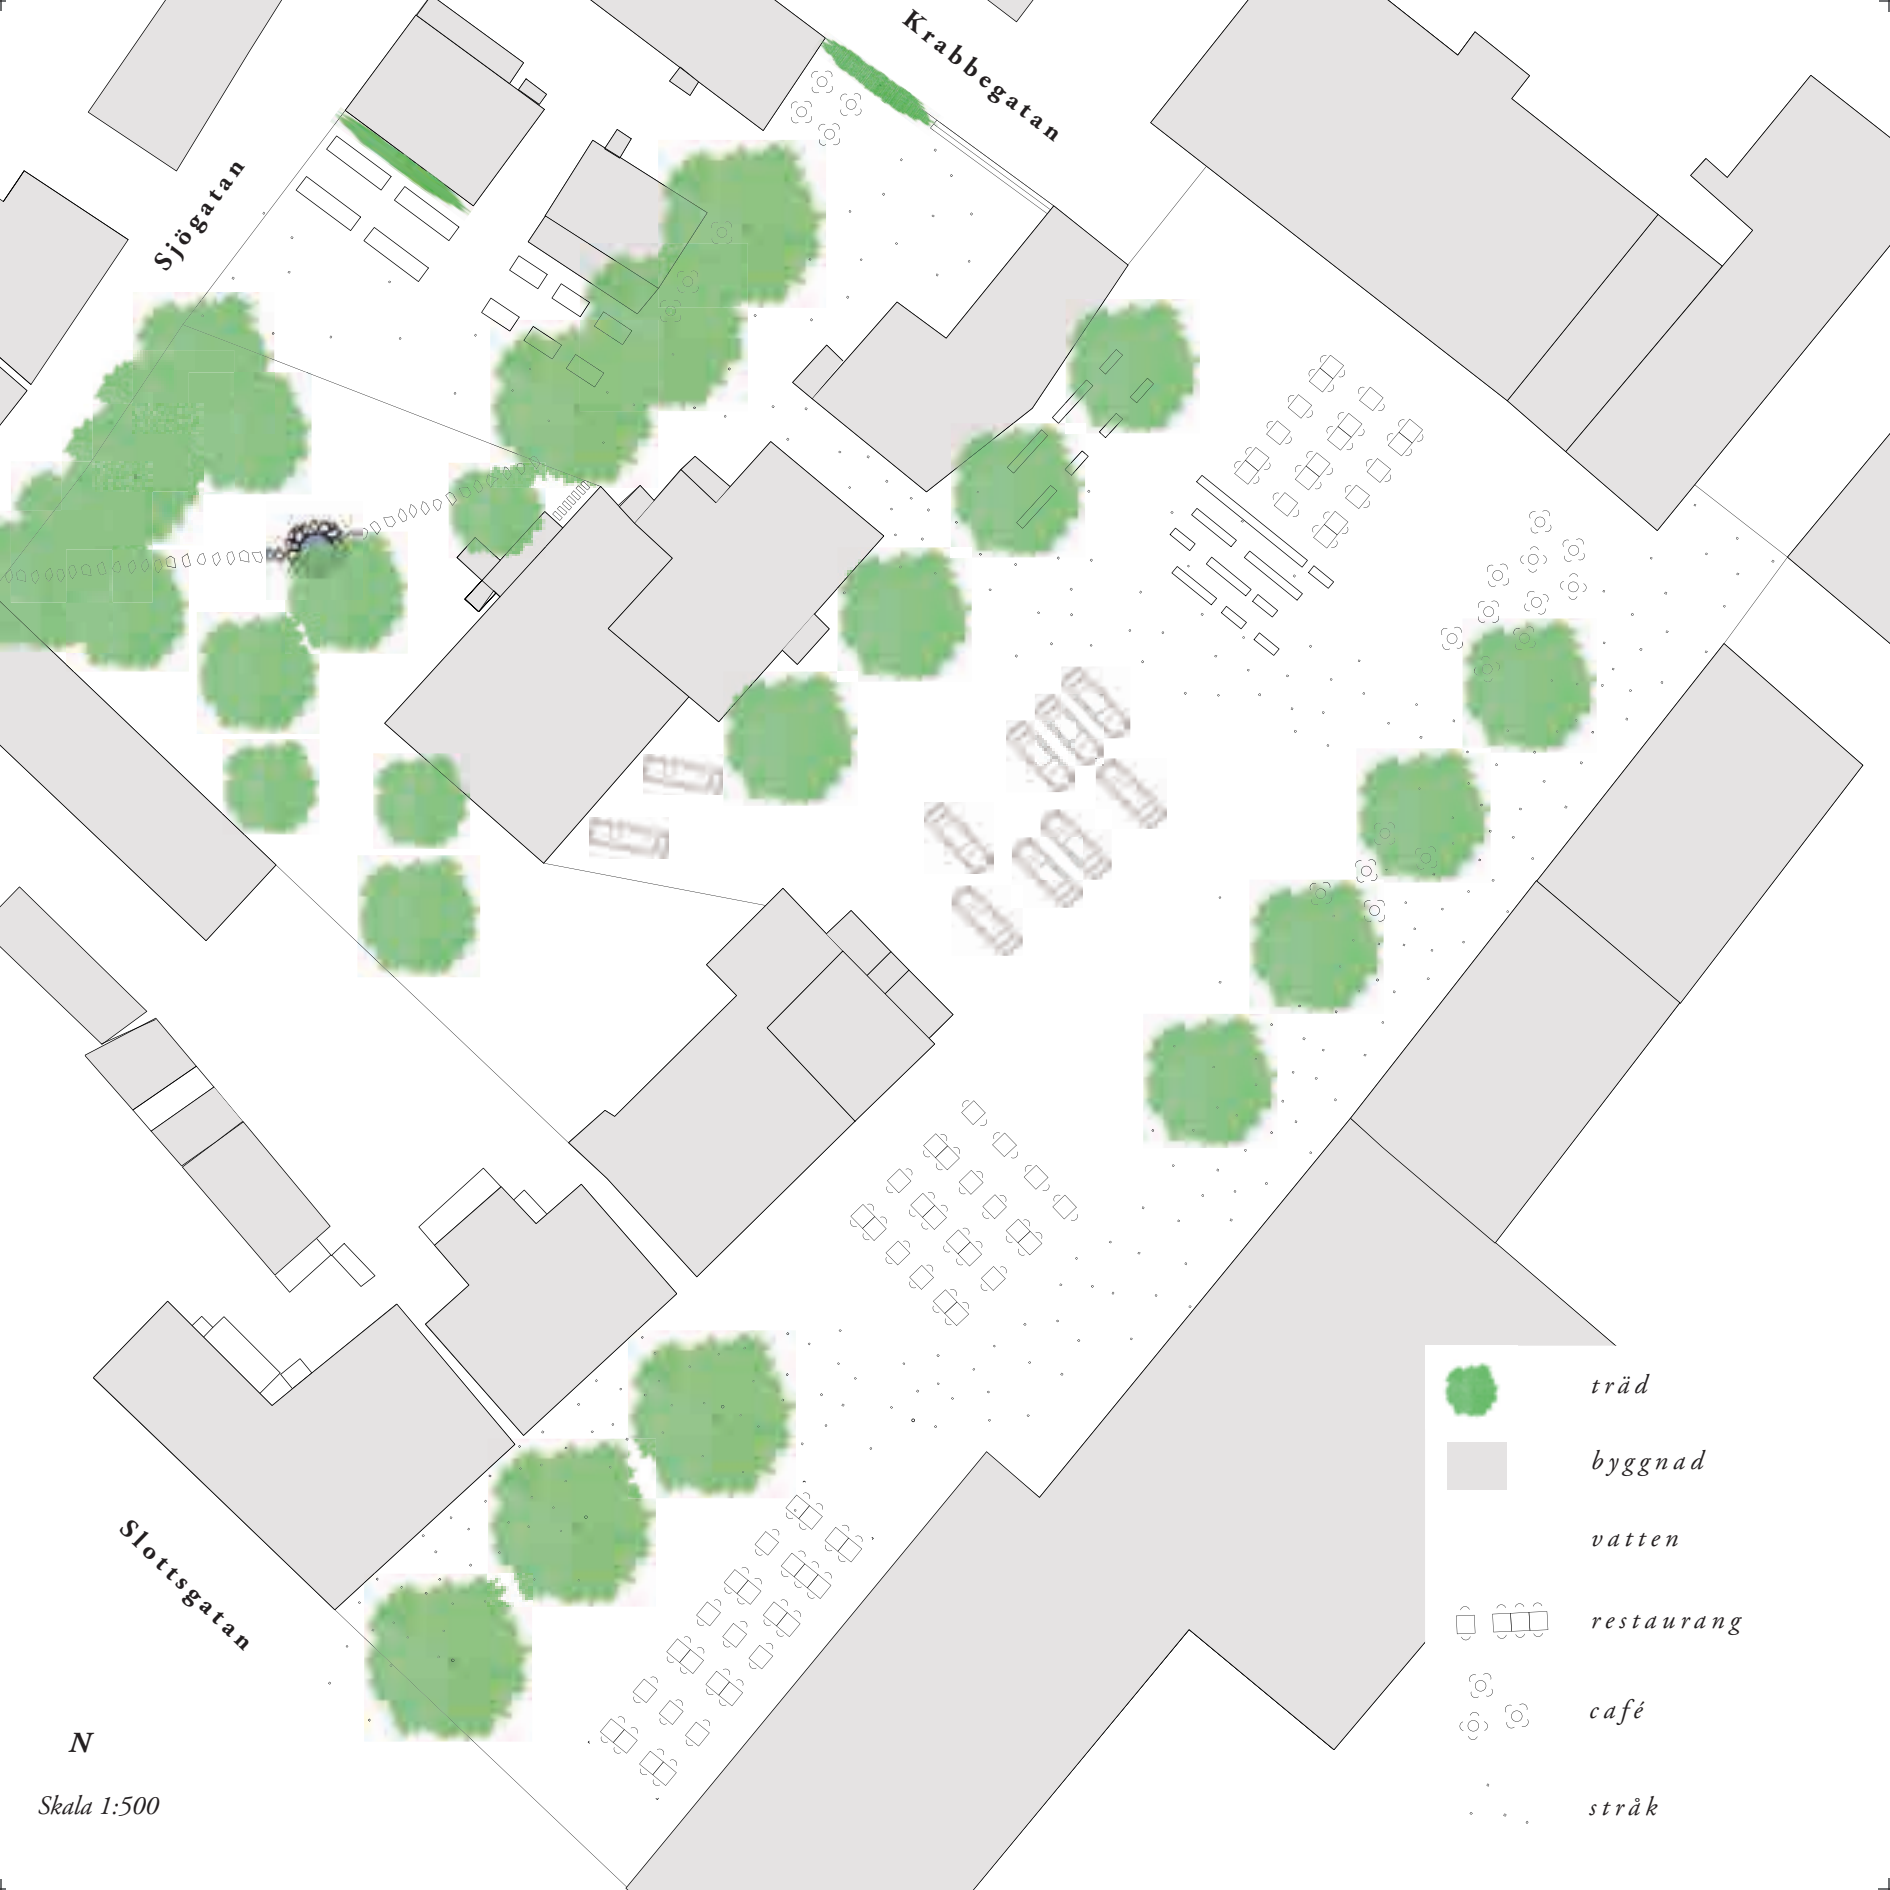 Krabbegatan
Sjögatan
Slottsgatan
N
Skala 1:500
träd
byggnad
vatten
restaurang
café
stråk